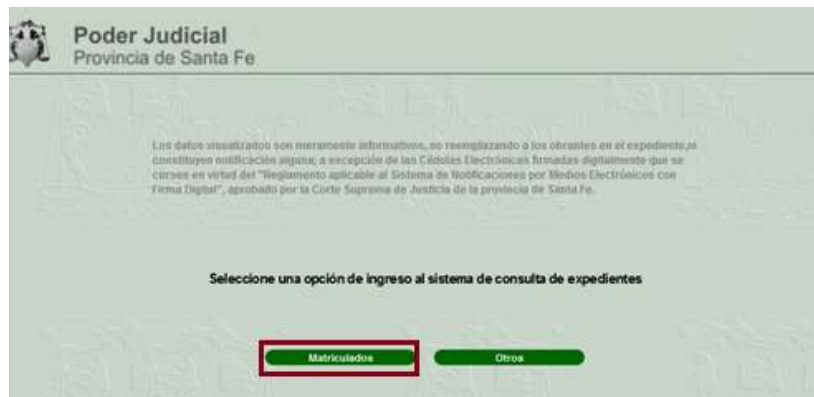 Poder Judicial
Provincia de Santa Fe
Los datos visualizados son meramente informativos, no reemplazando a los obrantes en el expediente,ni
constituyen notificación alguna; a excepción de las Cédulas Electrónicas firmadas digitalmente que se
cursen en virtud del "Reglamento aplicable al Sistema de Notificaciones por Medios Electrónicos con
Firma Digital", aprobado por la Corte Suprema de Justicia de la provincia de Santa Fe.
Seleccione una opción de ingreso al sistema de consulta de expedientes
Matriculados Otros